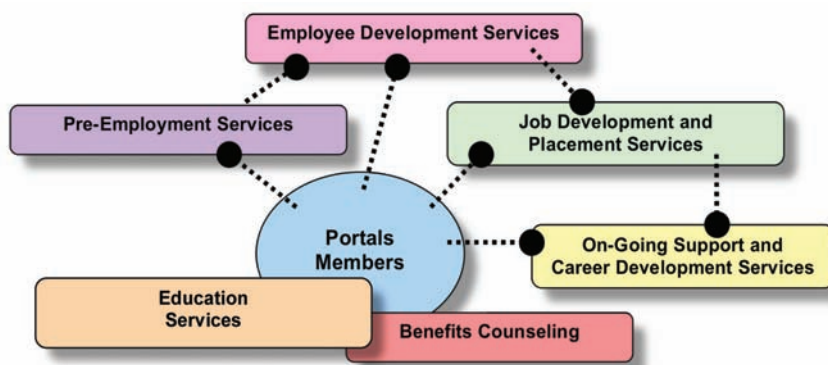 Employee Development Services
Pre-Employment Services
Job Development and
Placement Services
Portals
Members
On-Going Support and
Career Development Services
Education
Services
Benefits Counseling